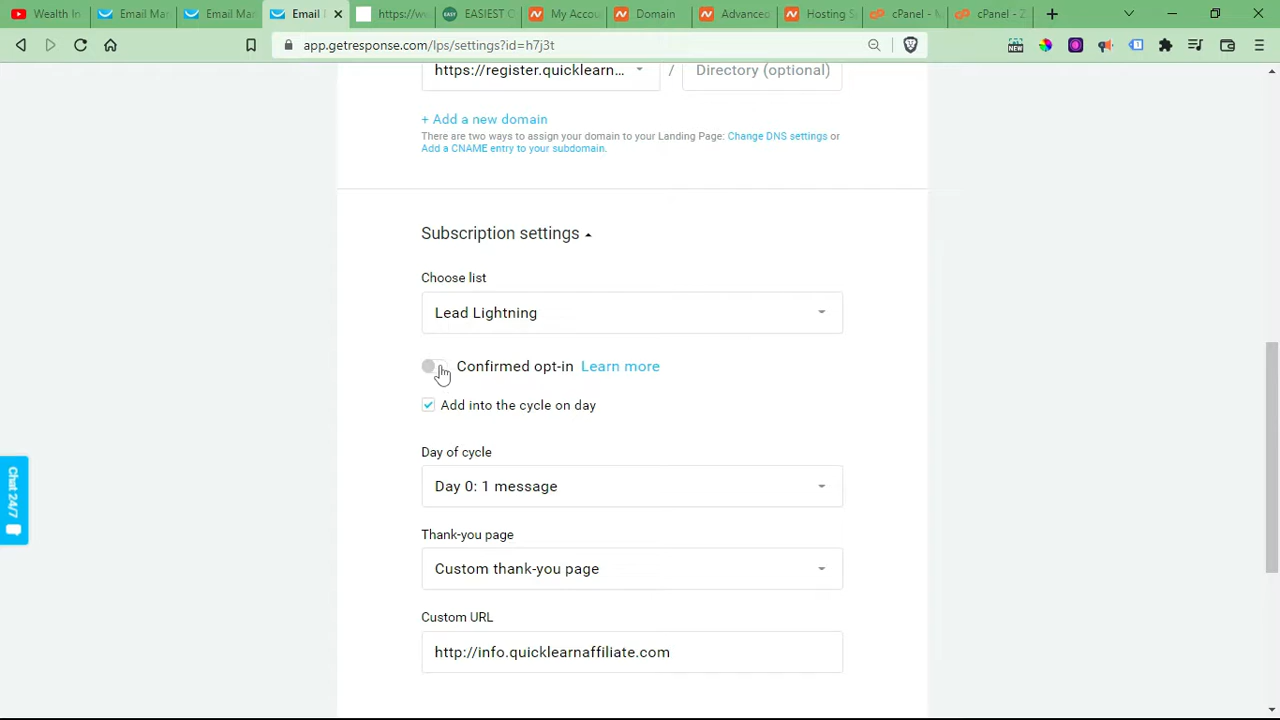 Wealth In
Email Ma
Email Ma
Email
https://w
EASY
EASIEST
My Accou
Domain
Advanced
Hosting S
cPanel -
cPanel - Z
app.getresponse.com/lps/settings?id=h7j3t
NEW
https://register.quicklearn... / Directory (optional)
+ Add a new domain
There are two ways to assign your domain to your Landing Page: Change DNS settings or
Add a CNAME entry to your subdomain.
Subscription settings
Choose list
Lead Lightning
Confirmed opt-in Learn more
Add into the cycle on day
Day of cycle
Day 0: 1 message
Thank-you page
Custom thank-you page
Custom URL
http://info.quicklearnaffiliate.com
Chat 24/7